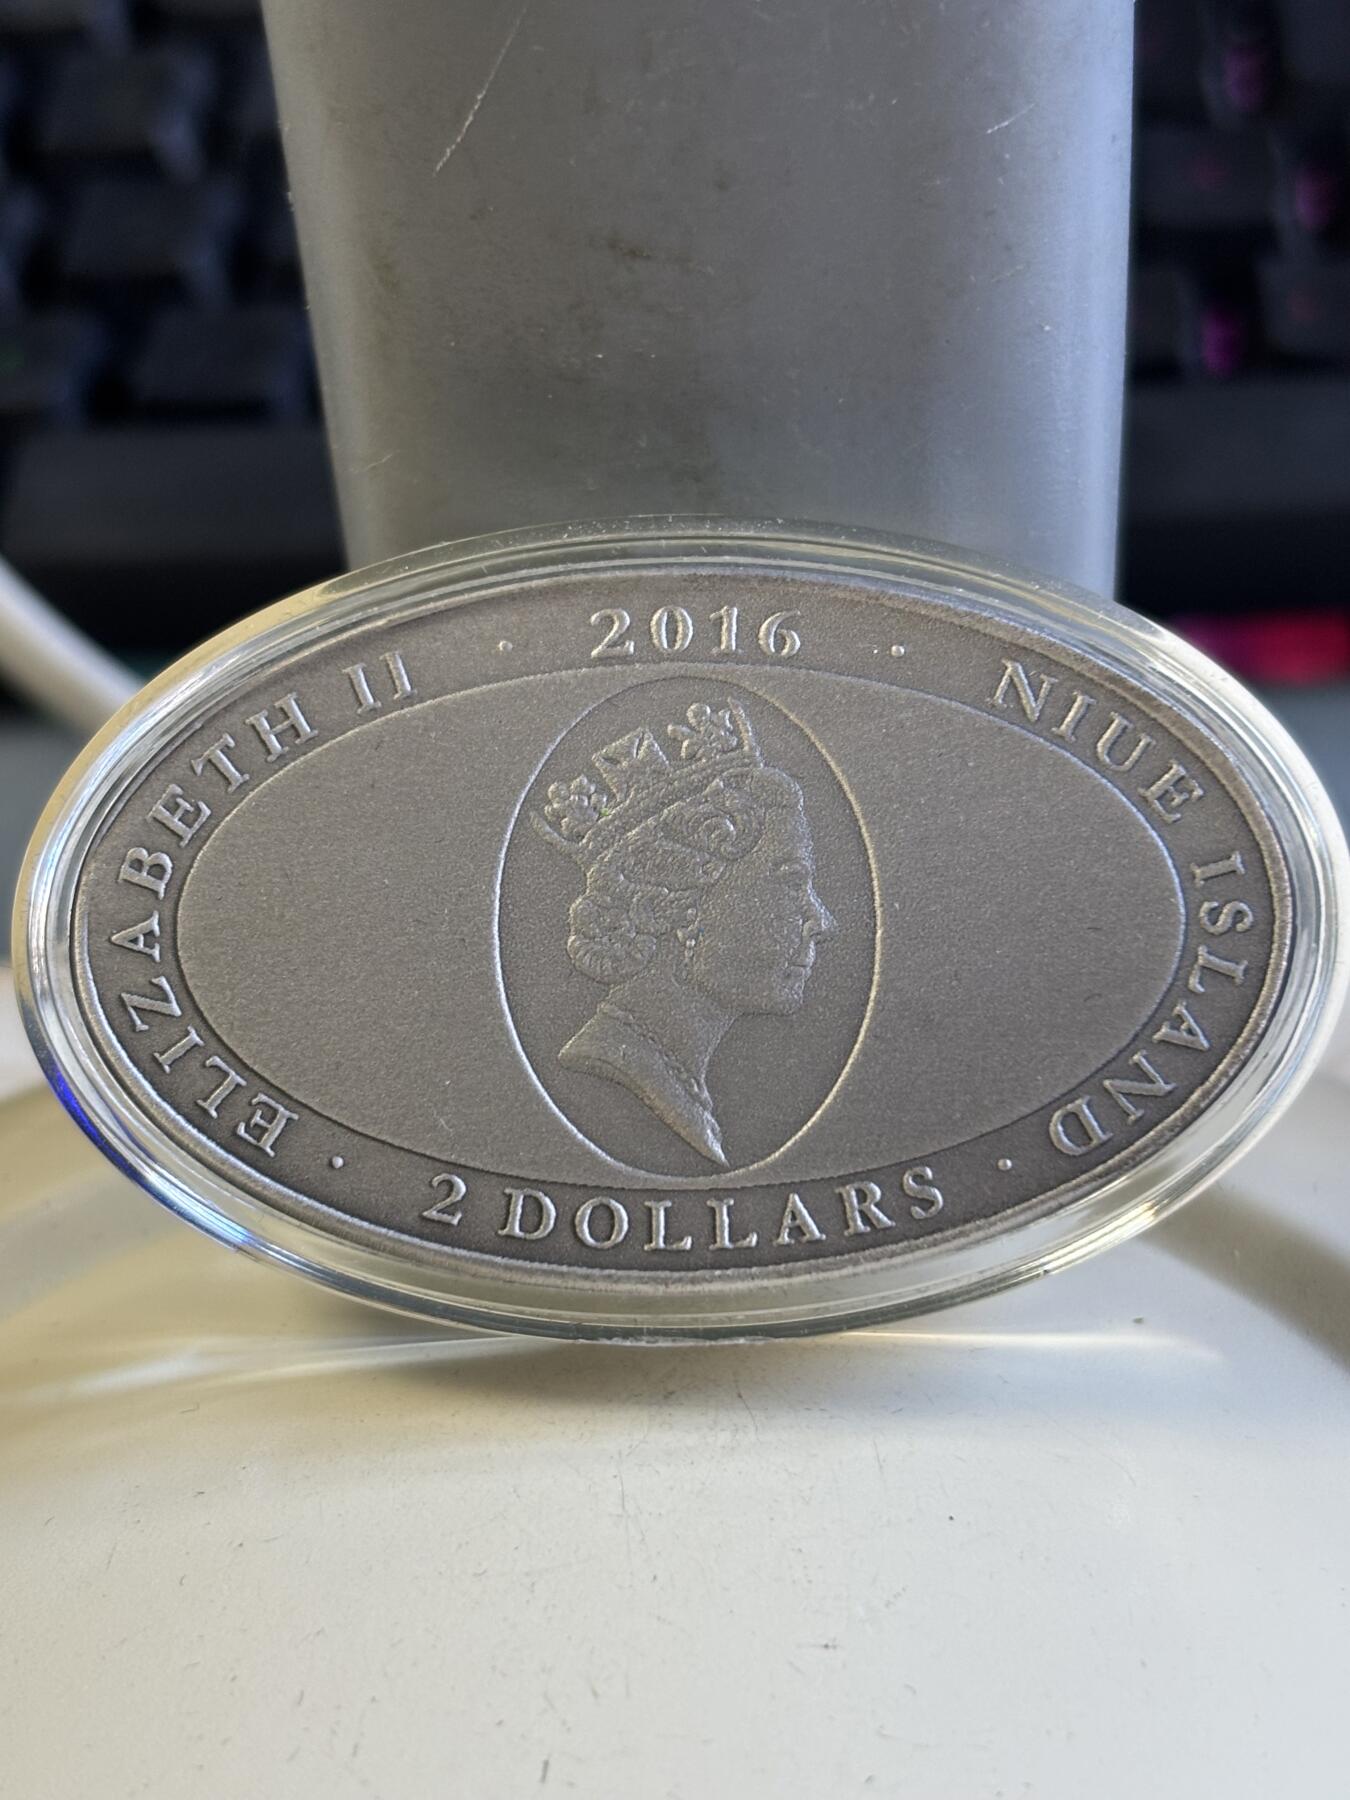 ELIZABETH II · 2016 · NIUE ISLAND · 2 DOLLARS ·